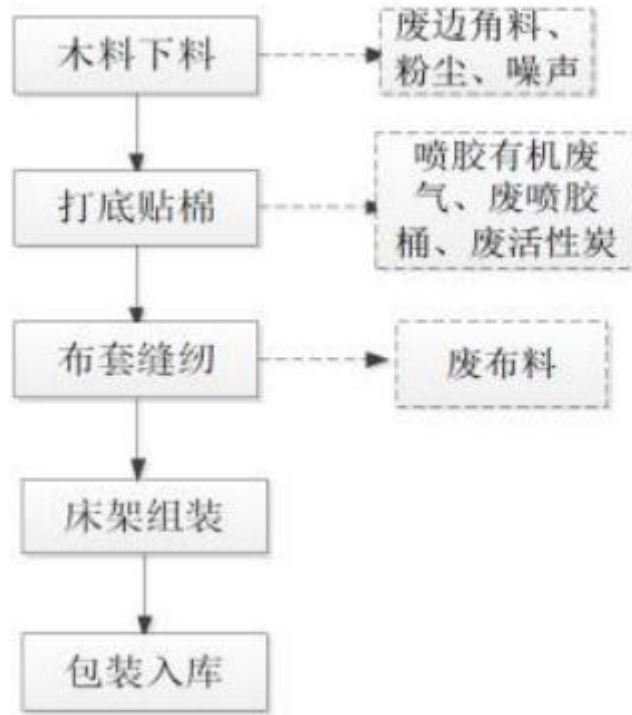 木料下料
废边角料、
粉尘、噪声
打底贴棉
喷胶有机废
气、废喷胶
桶、废活性炭
布套缝纫
废布料
床架组装
包装入库